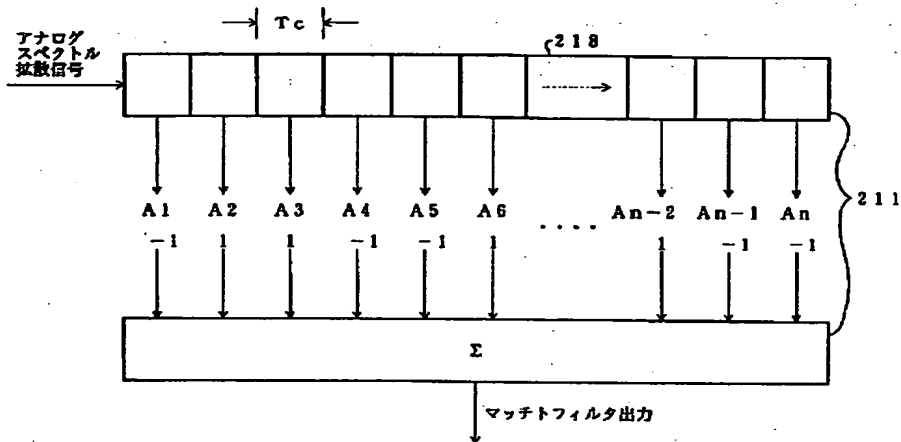 Tc
218
アナログ
スペクトル
拡散信号
A1 A2 A3 A4 A5 A6 ‥‥ An-2 An-1 An
-1 1 1 -1 -1 1 1 -1 -1
211
Σ
マッチトフィルタ出力